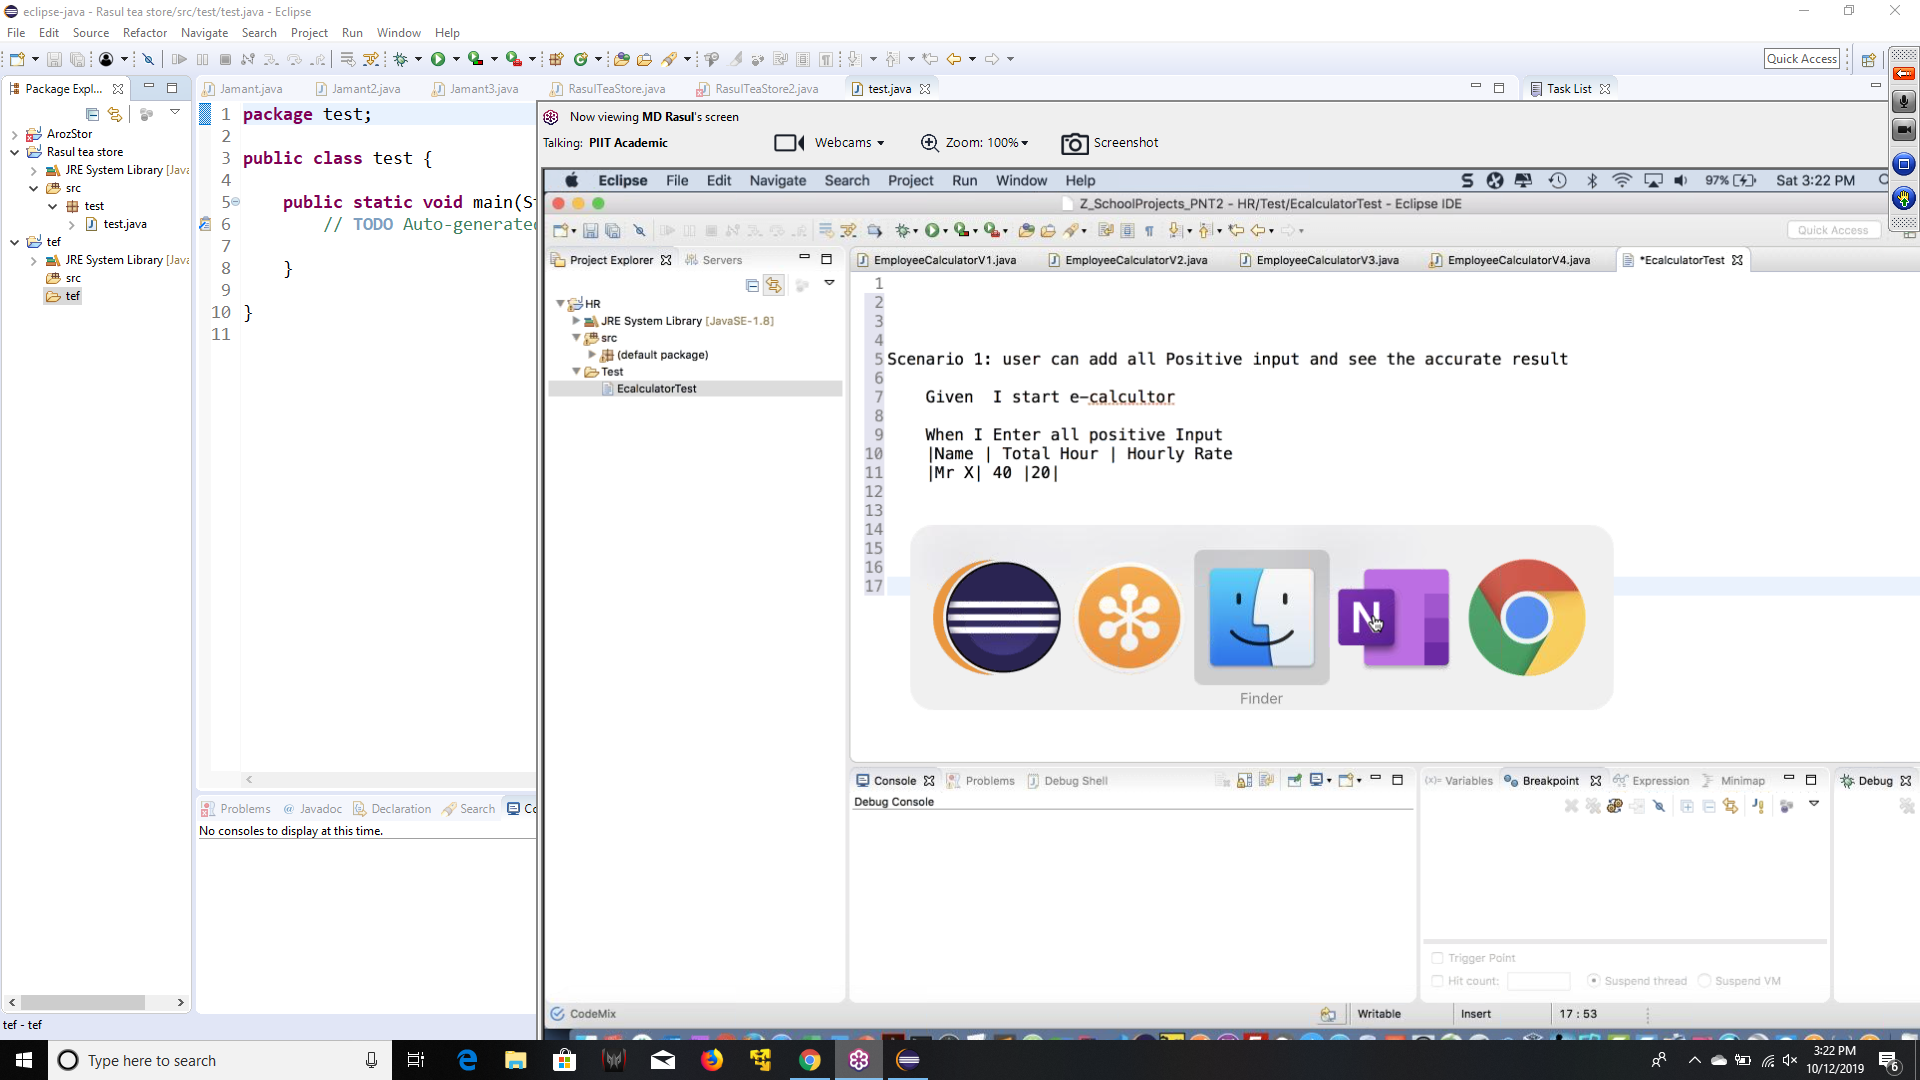 eclipse-java - Rasul tea store/src/test/test.java - Eclipse
File Edit Source Refactor Navigate Search Project Run Window Help
Quick Access
Package Expl...
Jamant.java
Jamant2.java
Jamant3.java
RasulTeaStore.java
RasulTeaStore2.java
test.java
Task List
ArozStor
Rasul tea store
JRE System Library [Java
src
test
test.java
tef
JRE System Library [Java
src
tef
1 package test;
2
3 public class test {
4
5 public static void main(St
6 // TODO Auto-generated
7
8 }
9
10 }
11
Problems @ Javadoc Declaration Search Co
No consoles to display at this time.
tef - tef
Now viewing MD Rasul's screen
Talking: PIIT Academic
Webcams
Zoom: 100%
Screenshot
Eclipse File Edit Navigate Search Project Run Window Help
97%
Sat 3:22 PM
Z_SchoolProjects_PNT2 - HR/Test/EcalculatorTest - Eclipse IDE
Quick Access
Project Explorer
Servers
EmployeeCalculatorV1.java
EmployeeCalculatorV2.java
EmployeeCalculatorV3.java
EmployeeCalculatorV4.java
*EcalculatorTest
HR
JRE System Library [JavaSE-1.8]
src
(default package)
Test
EcalculatorTest
1
2
3
4
5 Scenario 1: user can add all Positive input and see the accurate result
6
7 Given I start e-calcultor
8
9 When I Enter all positive Input
10 |Name | Total Hour | Hourly Rate
11 |Mr X| 40 |20|
12
13
14
15
16
17
N
Finder
Console
Problems
Debug Shell
Debug Console
(x)= Variables
Breakpoint
Expression
Minimap
Debug
Trigger Point
Hit count:
Suspend thread
Suspend VM
CodeMix
Writable
Insert
17 : 53
Type here to search
3:22 PM
10/12/2019
6